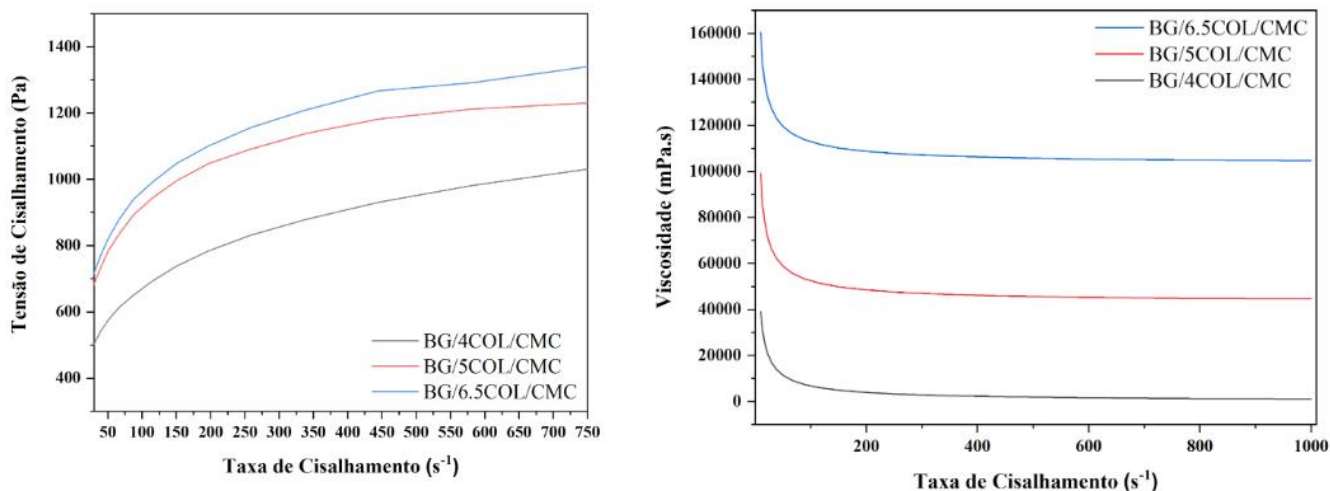 Tensão de Cisalhamento (Pa)
1400
1200
1000
800
600
400
BG/4COL/CMC
BG/5COL/CMC
BG/6.5COL/CMC
50 100 150 200 250 300 350 400 450 500 550 600 650 700 750
Taxa de Cisalhamento (s⁻¹)
Viscosidade (mPa.s)
160000
140000
120000
100000
80000
60000
40000
20000
0
BG/6.5COL/CMC
BG/5COL/CMC
BG/4COL/CMC
200 400 600 800 1000
Taxa de Cisalhamento (s⁻¹)